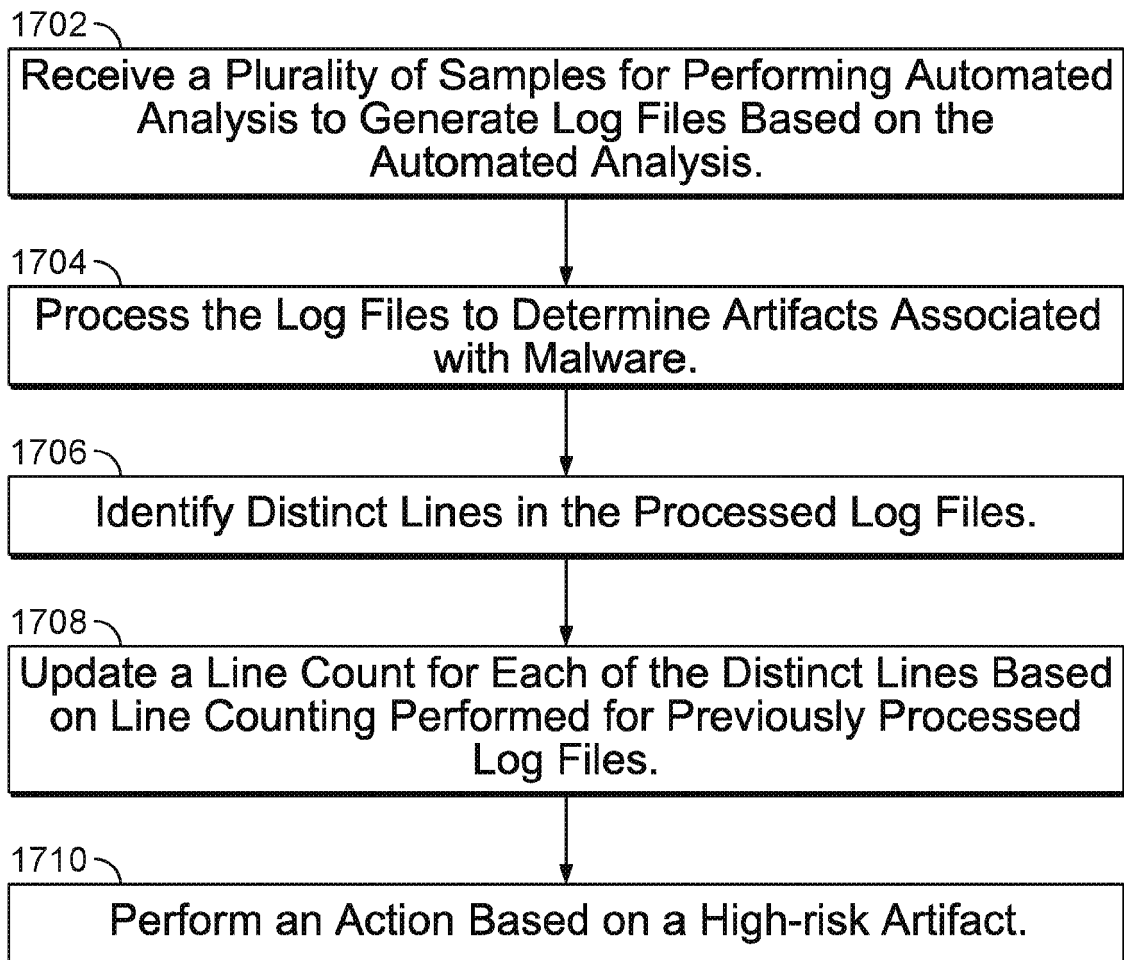 1702
Receive a Plurality of Samples for Performing Automated
Analysis to Generate Log Files Based on the
Automated Analysis.
1704
Process the Log Files to Determine Artifacts Associated
with Malware.
1706
Identify Distinct Lines in the Processed Log Files.
1708
Update a Line Count for Each of the Distinct Lines Based
on Line Counting Performed for Previously Processed
Log Files.
1710
Perform an Action Based on a High-risk Artifact.